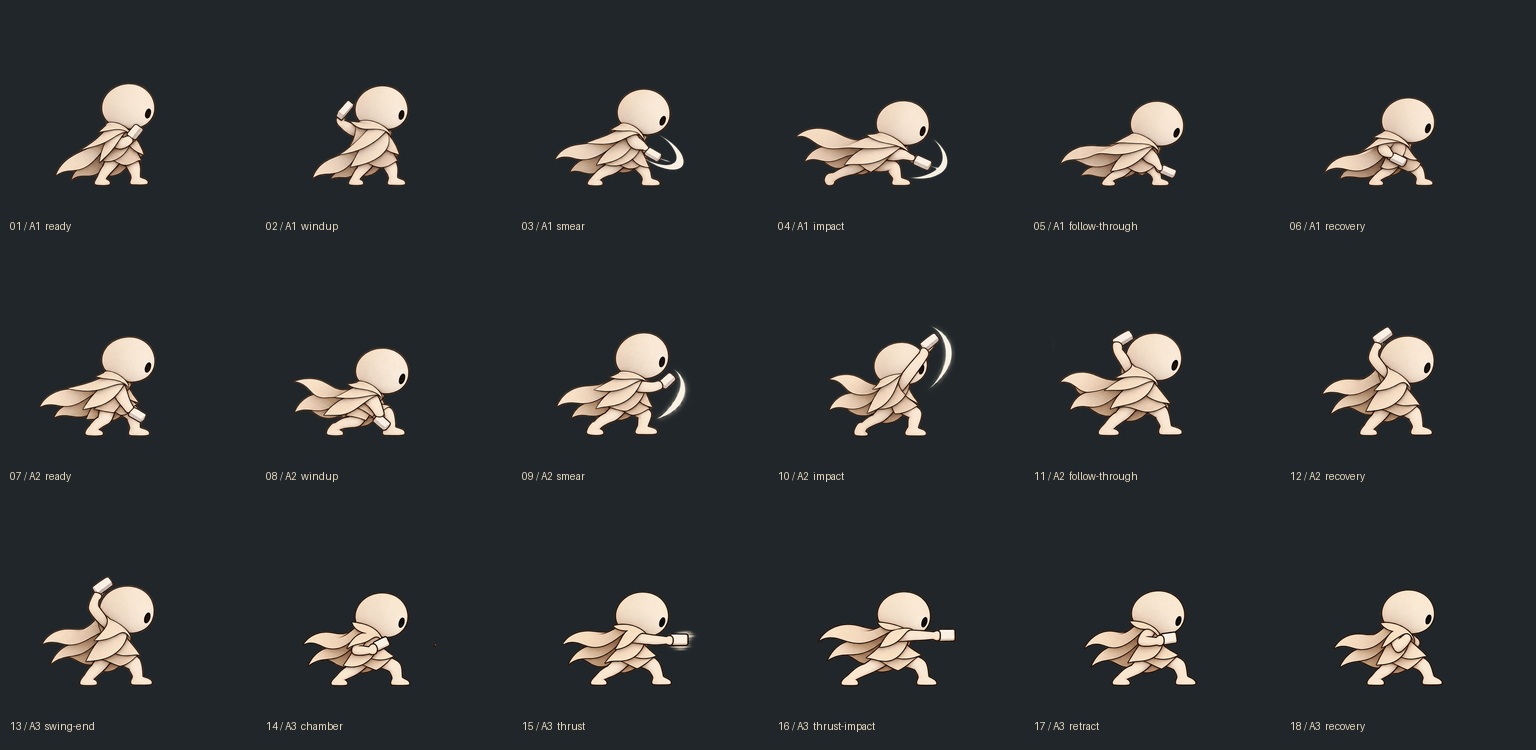 01 / A1 ready
02 / A1 windup
03 / A1 smear
04 / A1 impact
05 / A1 follow-through
06 / A1 recovery
07 / A2 ready
08 / A2 windup
09 / A2 smear
10 / A2 impact
11 / A2 follow-through
12 / A2 recovery
13 / A3 swing-end
14 / A3 chamber
15 / A3 thrust
16 / A3 thrust-impact
17 / A3 retract
18 / A3 recovery